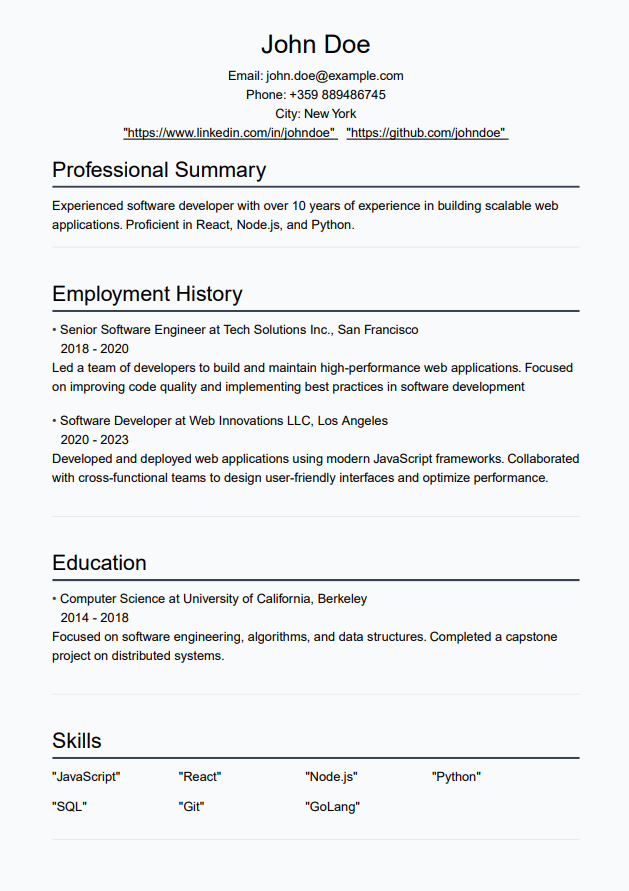 John Doe
Email: john.doe@example.com
Phone: +359 889486745
City: New York
"https://www.linkedin.com/in/johndoe" "https://github.com/johndoe"
Professional Summary
Experienced software developer with over 10 years of experience in building scalable web
applications. Proficient in React, Node.js, and Python.
Employment History
• Senior Software Engineer at Tech Solutions Inc., San Francisco
2018 - 2020
Led a team of developers to build and maintain high-performance web applications. Focused
on improving code quality and implementing best practices in software development
• Software Developer at Web Innovations LLC, Los Angeles
2020 - 2023
Developed and deployed web applications using modern JavaScript frameworks. Collaborated
with cross-functional teams to design user-friendly interfaces and optimize performance.
Education
• Computer Science at University of California, Berkeley
2014 - 2018
Focused on software engineering, algorithms, and data structures. Completed a capstone
project on distributed systems.
Skills
"JavaScript" "React" "Node.js" "Python"
"SQL" "Git" "GoLang"